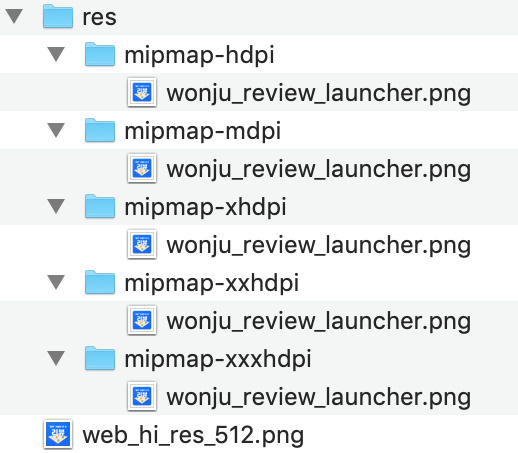 res
mipmap-hdpi
wonju_review_launcher.png
mipmap-mdpi
wonju_review_launcher.png
mipmap-xhdpi
wonju_review_launcher.png
mipmap-xxhdpi
wonju_review_launcher.png
mipmap-xxxhdpi
wonju_review_launcher.png
web_hi_res_512.png